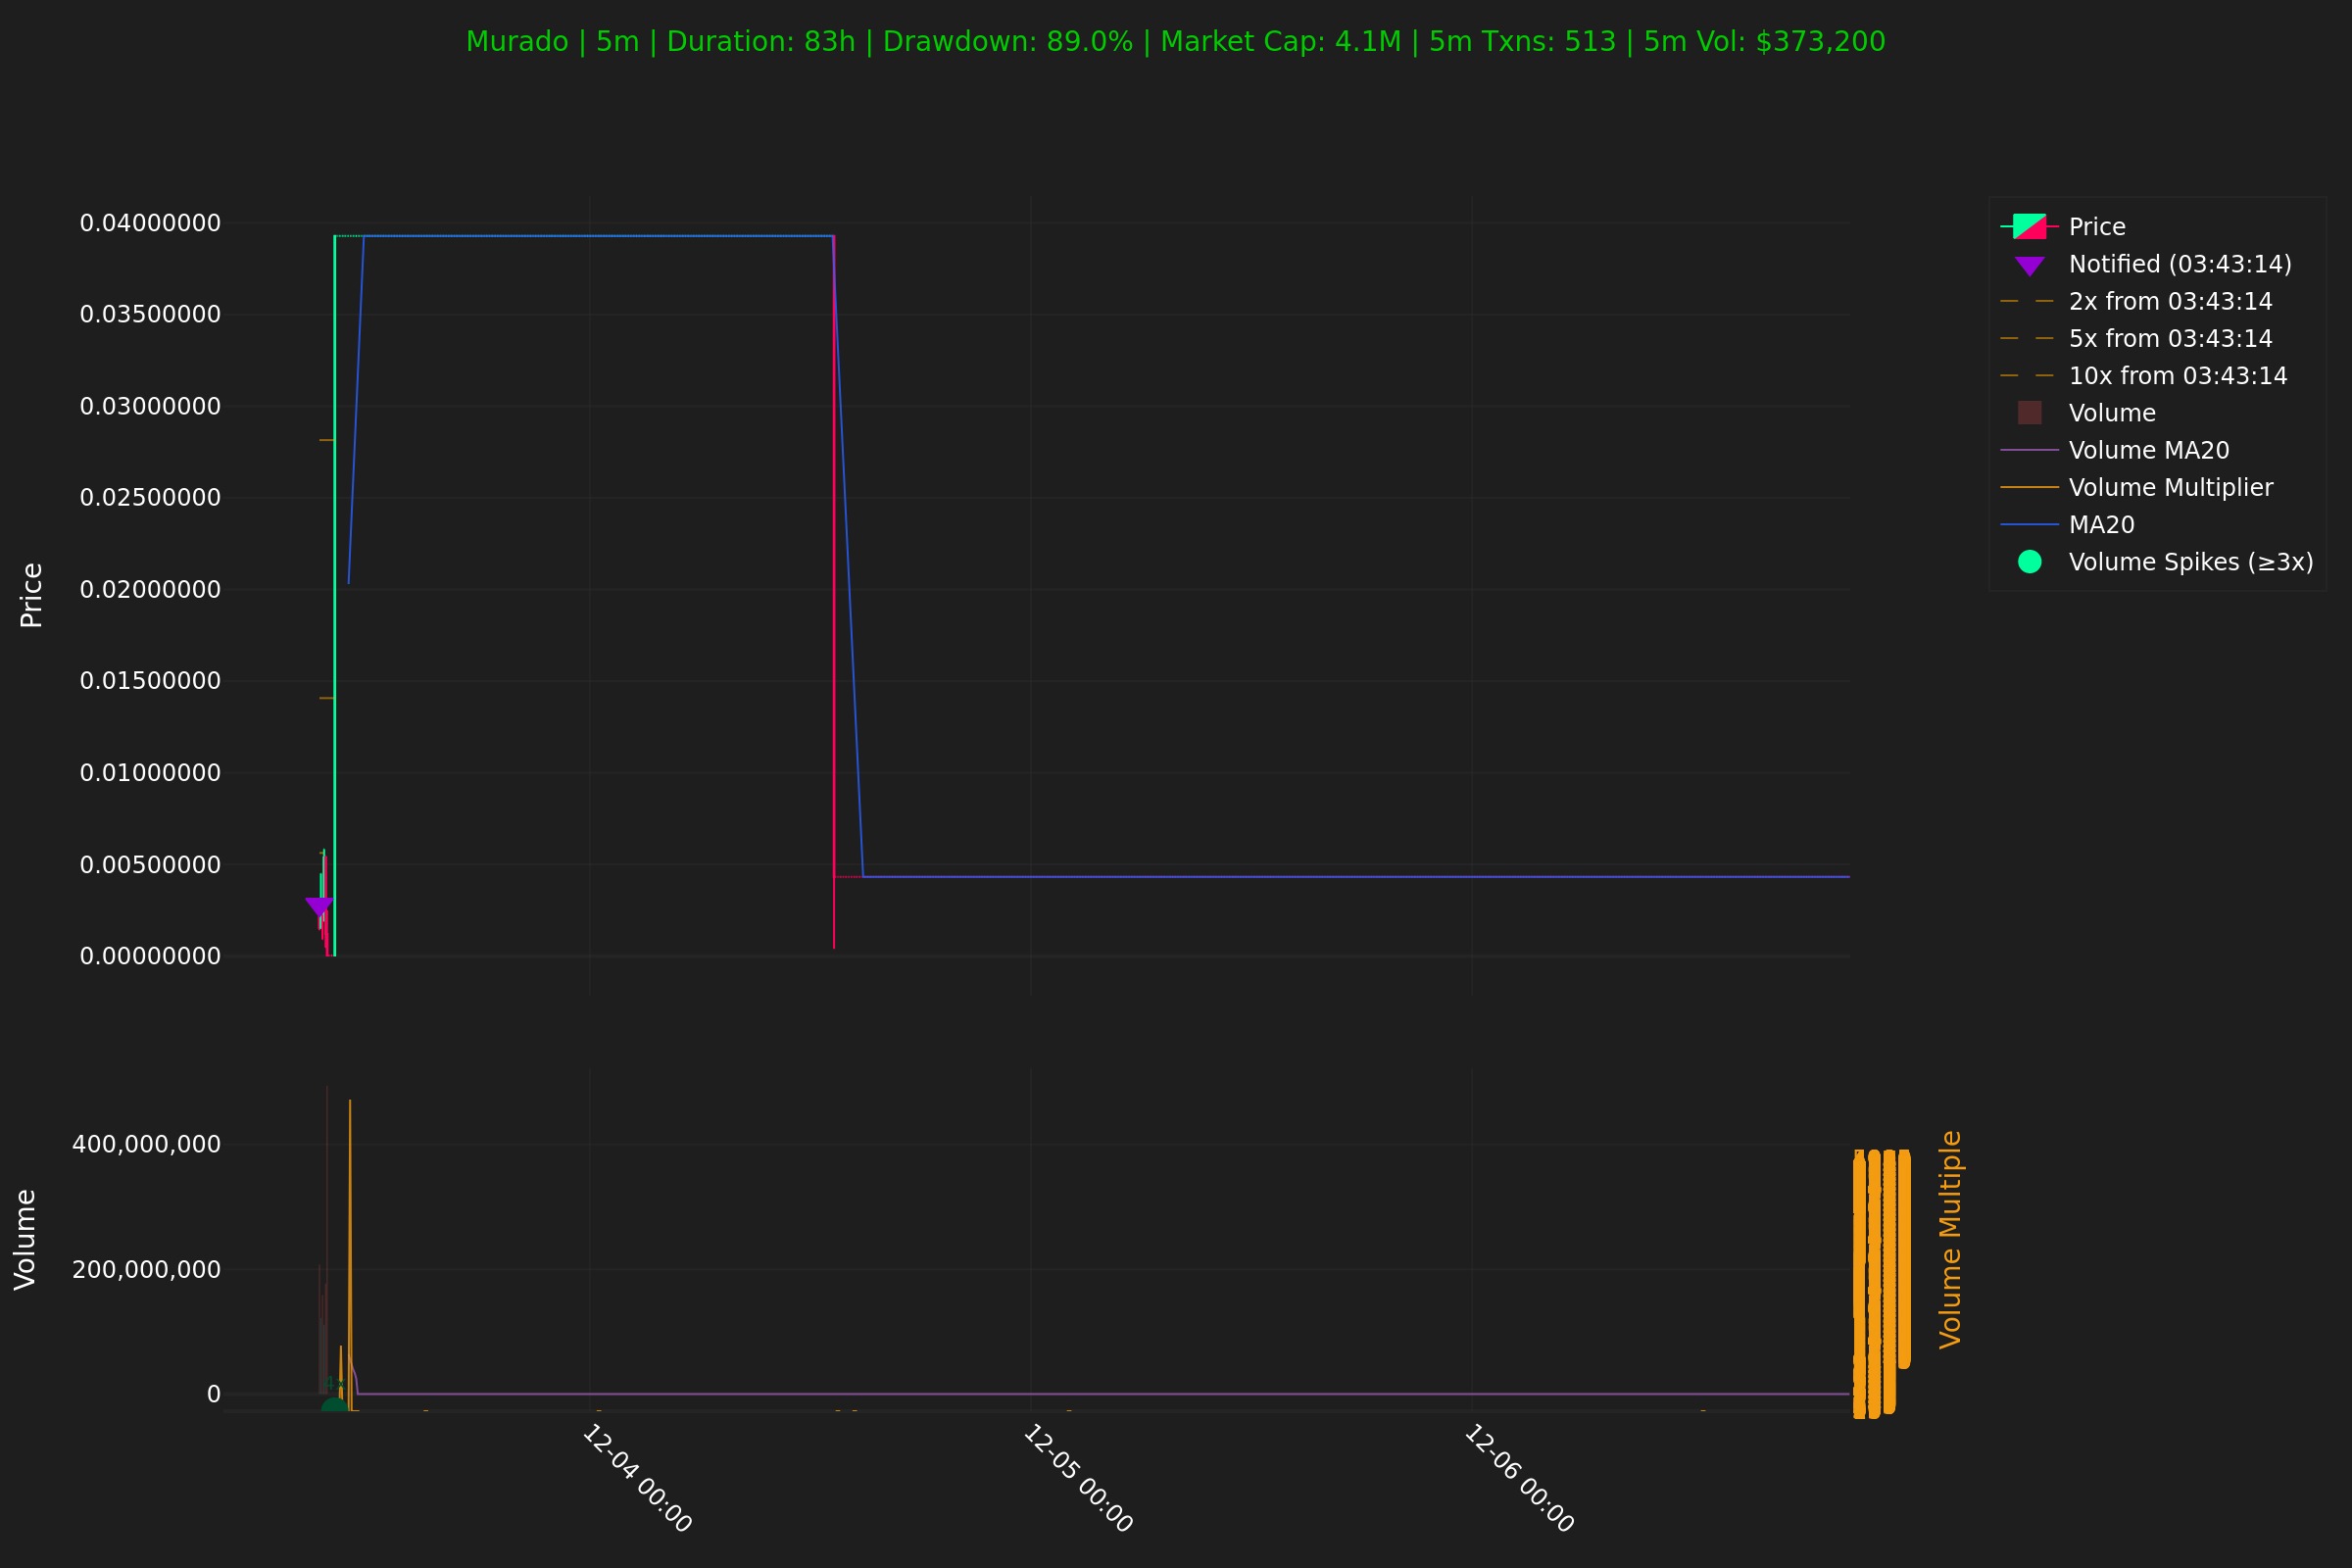 Murado | 5m | Duration: 83h | Drawdown: 89.0% | Market Cap: 4.1M | 5m Txns: 513 | 5m Vol: $373,200
Price
0.04000000
0.03500000
0.03000000
0.02500000
0.02000000
0.01500000
0.01000000
0.00500000
0.00000000
Price
Notified (03:43:14)
2x from 03:43:14
5x from 03:43:14
10x from 03:43:14
Volume
Volume MA20
Volume Multiplier
MA20
Volume Spikes (≥3x)
Volume
400,000,000
200,000,000
0
Volume Multiple
12-04 00:00
12-05 00:00
12-06 00:00